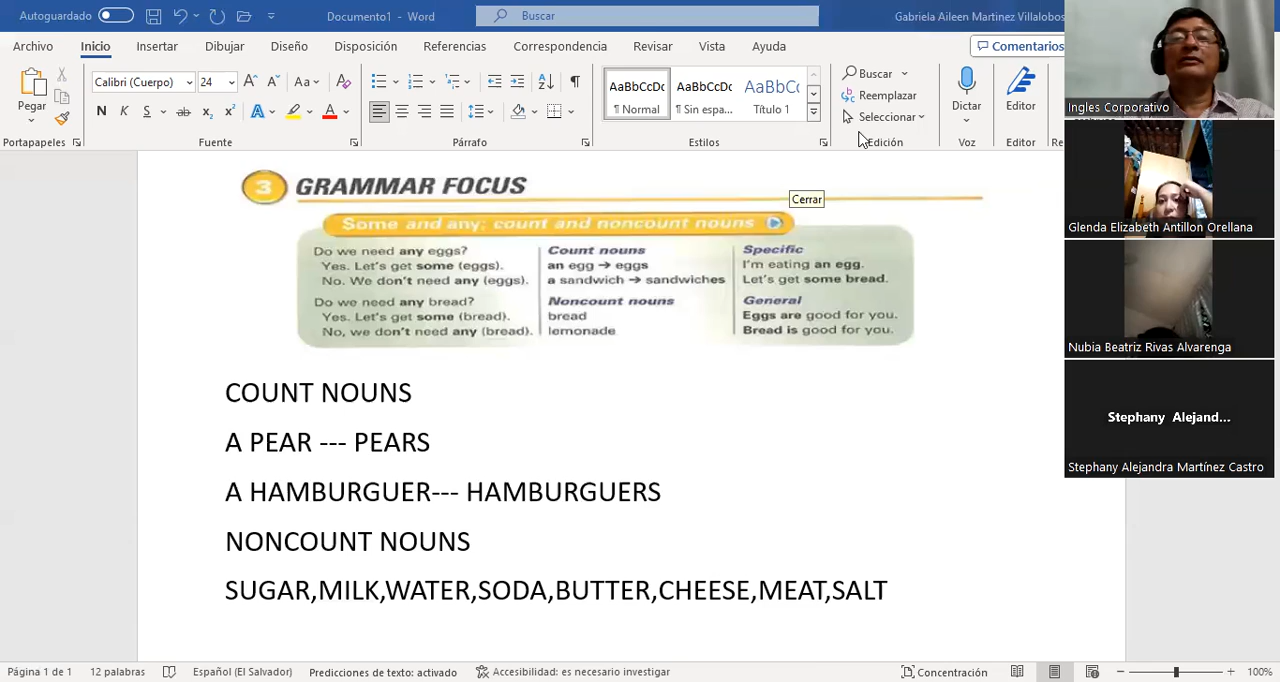 Autoguardado
Documento1 - Word
Buscar
Gabriela Aileen Martinez Villalobos
Archivo Inicio Insertar Dibujar Diseño Disposición Referencias Correspondencia Revisar Vista Ayuda
Comentarios
Pegar
Calibri (Cuerpo) 24
Aa
N K S ab x₂ x² A A
AaBbCcDc AaBbCcDc AaBbCc
¶ Normal ¶ Sin espa... Título 1
Buscar
Reemplazar
Seleccionar
Dictar
Editor
Portapapeles Fuente Párrafo Estilos Edición Voz Editor Re
Cerrar
3 GRAMMAR FOCUS
Some and any; count and noncount nouns
Do we need any eggs?
Yes. Let's get some (eggs).
No. We don't need any (eggs).
Do we need any bread?
Yes. Let's get some (bread).
No, we don't need any (bread).
Count nouns
an egg → eggs
a sandwich → sandwiches
Noncount nouns
bread
lemonade
Specific
I'm eating an egg.
Let's get some bread.
General
Eggs are good for you.
Bread is good for you.
COUNT NOUNS
A PEAR --- PEARS
A HAMBURGUER--- HAMBURGUERS
NONCOUNT NOUNS
SUGAR,MILK,WATER,SODA,BUTTER,CHEESE,MEAT,SALT
Ingles Corporativo
Glenda Elizabeth Antillon Orellana
Nubia Beatriz Rivas Alvarenga
Stephany Alejand...
Stephany Alejandra Martínez Castro
Página 1 de 1 12 palabras Español (El Salvador) Predicciones de texto: activado Accesibilidad: es necesario investigar Concentración 100%